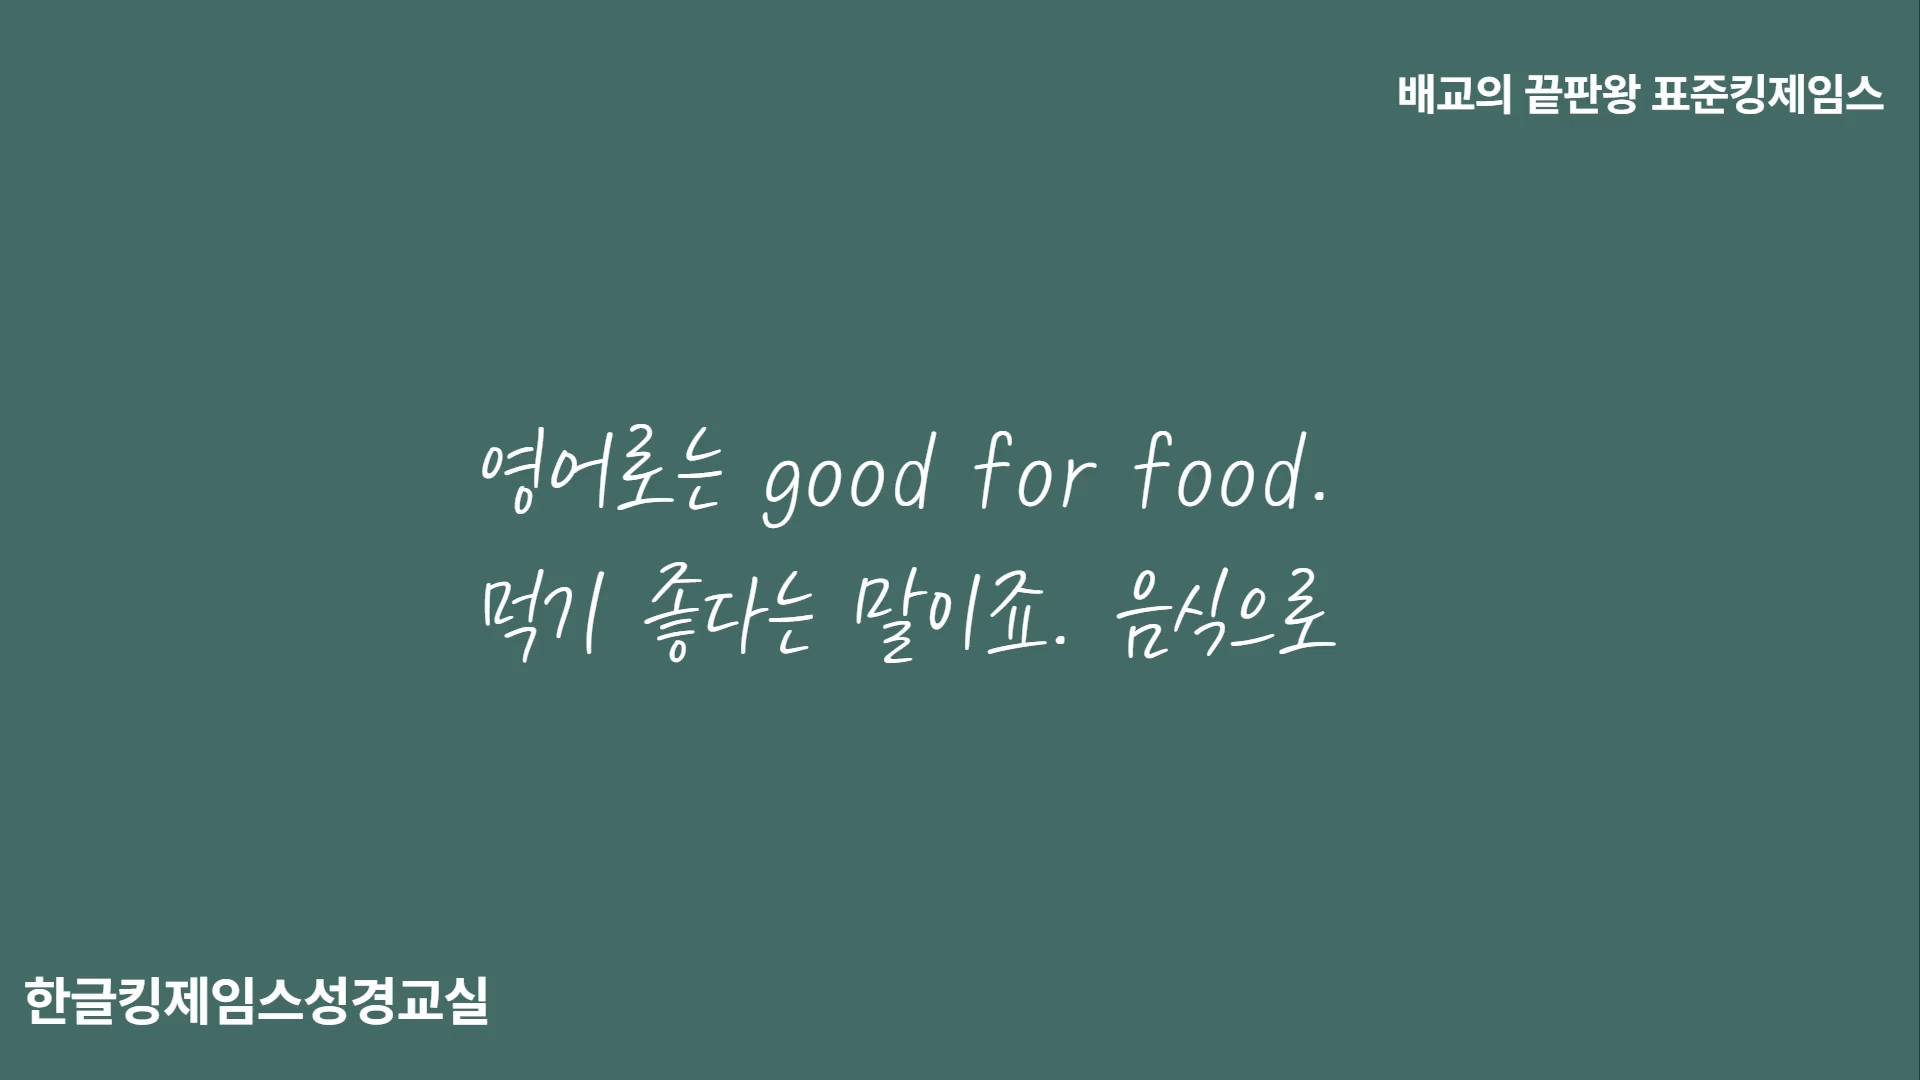 배교의 끝판왕 표준킹제임스
영어로는 good for food.
먹기 좋다는 말이죠. 음식으로
한글킹제임스성경교실